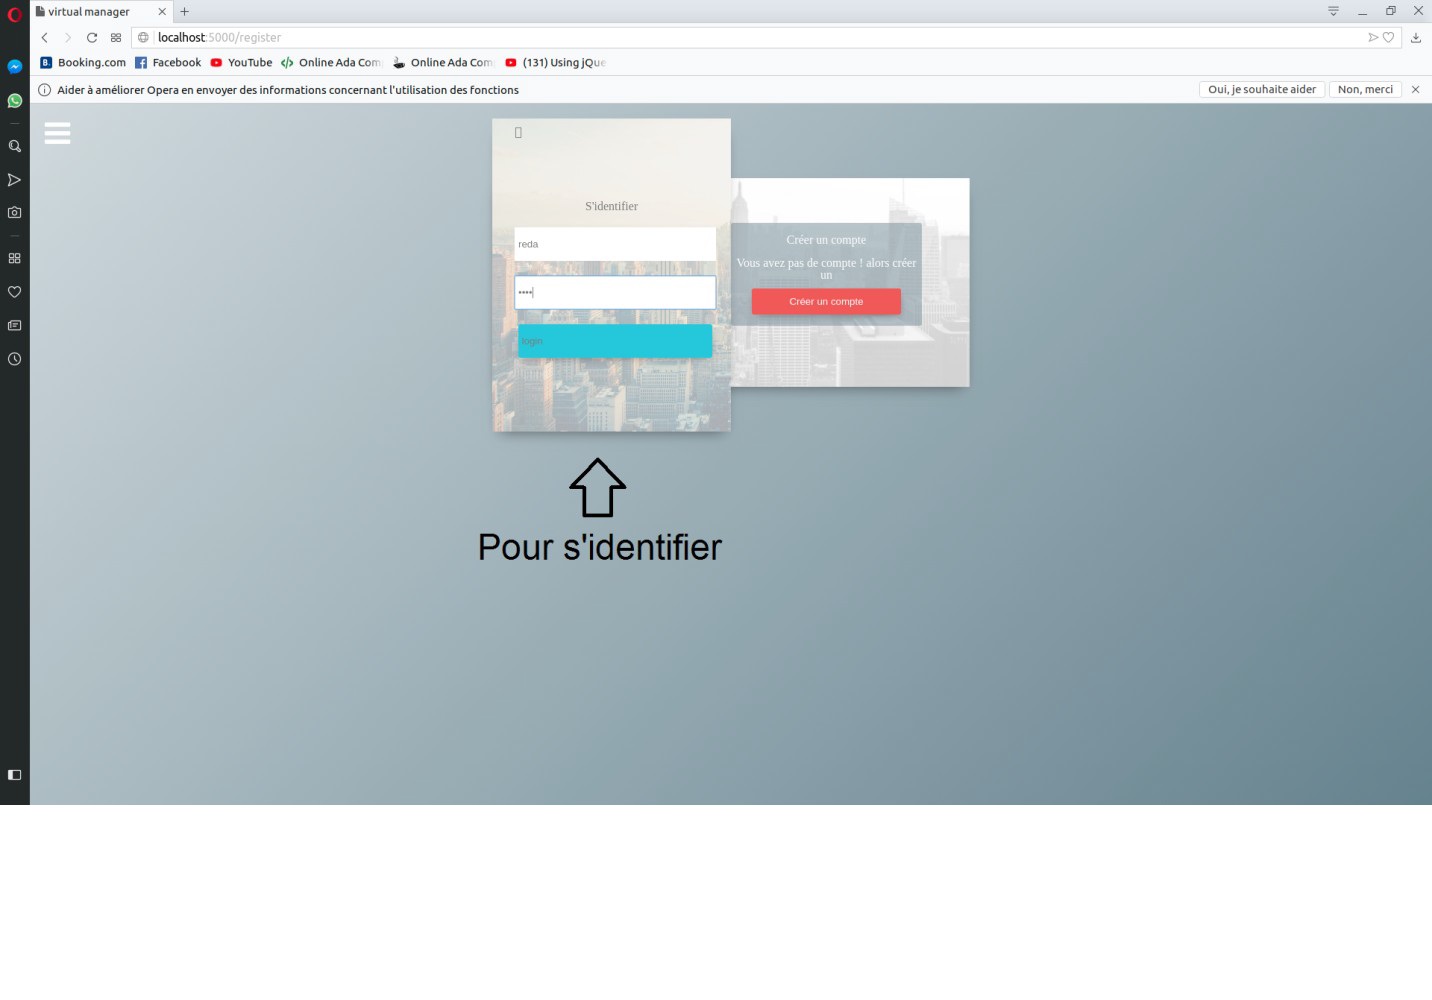 virtual manager
localhost:5000/register
Booking.com Facebook YouTube Online Ada Com Online Ada Com (131) Using jQue
Aider à améliorer Opera en envoyer des informations concernant l'utilisation des fonctions
Oui, je souhaite aider Non, merci
S'identifier
reda
••••
login
Créer un compte
Vous avez pas de compte ! alors créer
un
Créer un compte
Pour s'identifier